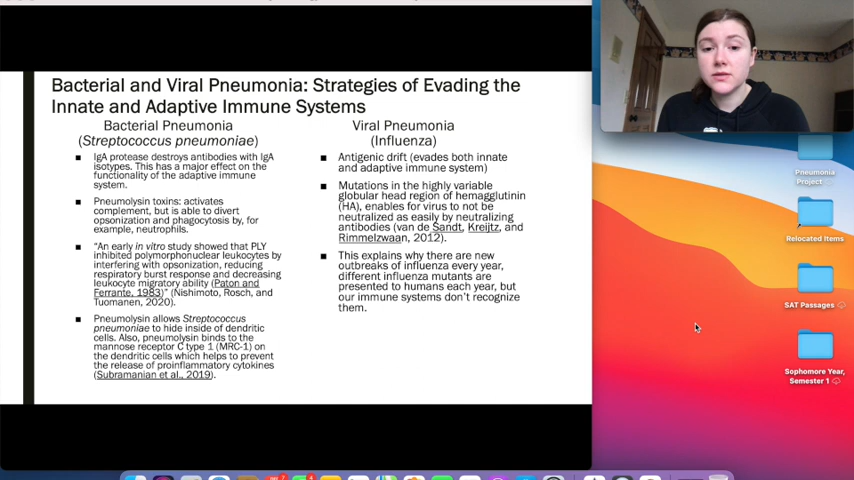 Bacterial and Viral Pneumonia: Strategies of Evading the
Innate and Adaptive Immune Systems
Bacterial Pneumonia
(Streptococcus pneumoniae)
IgA protease destroys antibodies with IgA
isotypes. This has a major effect on the
functionality of the adaptive immune
system.
Pneumolysin toxins: activates
complement, but is able to divert
opsonization and phagocytosis by, for
example, neutrophils.
"An early in vitro study showed that PLY
inhibited polymorphonuclear leukocytes by
interfering with opsonization, reducing
respiratory burst response and decreasing
leukocyte migratory ability (Paton and
Ferrante, 1983)" (Nishimoto, Rosch, and
Tuomanen, 2020).
Pneumolysin allows Streptococcus
pneumoniae to hide inside of dendritic
cells. Also, pneumolysin binds to the
mannose receptor C type 1 (MRC-1) on
the dendritic cells which helps to prevent
the release of proinflammatory cytokines
(Subramanian et al., 2019).
Viral Pneumonia
(Influenza)
Antigenic drift (evades both innate
and adaptive immune system)
Mutations in the highly variable
globular head region of hemagglutinin
(HA), enables for virus to not be
neutralized as easily by neutralizing
antibodies (van de Sandt, Kreijtz, and
Rimmelzwaan, 2012).
This explains why there are new
outbreaks of influenza every year,
different influenza mutants are
presented to humans each year, but
our immune systems don't recognize
them.
Pneumonia
Project
Relocated Items
SAT Passages
Sophomore Year,
Semester 1